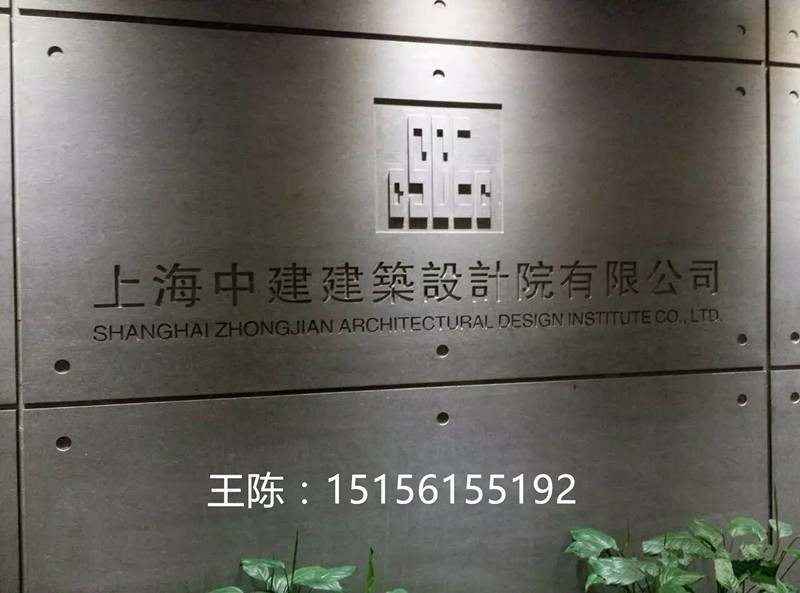 上海中建建築設計院有限公司
SHANGHAI ZHONGJIAN ARCHITECTURAL DESIGN INSTITUTE CO., LTD.
王陈：15156155192